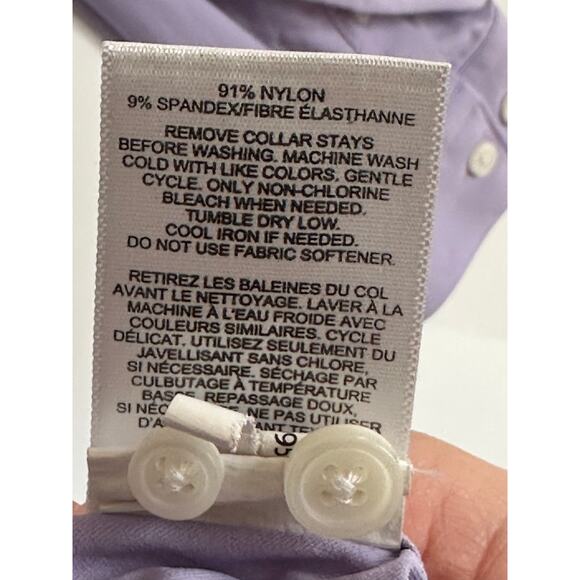 91% NYLON
9% SPANDEX/FIBRE ÉLASTHANNE
REMOVE COLLAR STAYS
BEFORE WASHING. MACHINE WASH
COLD WITH LIKE COLORS, GENTLE
CYCLE. ONLY NON-CHLORINE
BLEACH WHEN NEEDED.
TUMBLE DRY LOW.
COOL IRON IF NEEDED.
DO NOT USE FABRIC SOFTENER.
RETIREZ LES BALEINES DU COL
AVANT LE NETTOYAGE. LAVER À LA
MACHINE À L'EAU FROIDE AVEC
COULEURS SIMILAIRES. CYCLE
DÉLICAT. UTILISEZ SEULEMENT DU
JAVELLISANT SANS CHLORE,
SI NÉCESSAIRE. SÉCHAGE PAR
CULBUTAGE À TEMPÉRATURE
BASSE. REPASSAGE DOUX,
SI NÉC NE PAS UTILISER
D'A